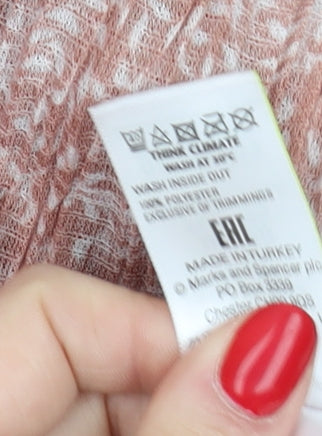 THINK CLIMATE
WASH AT 30°C
WASH INSIDE OUT
100% POLYESTER
EXCLUSIVE OF TRIMMINGS
EAC
MADE IN TURKEY
© Marks and Spencer plc
PO Box 3339
Chester